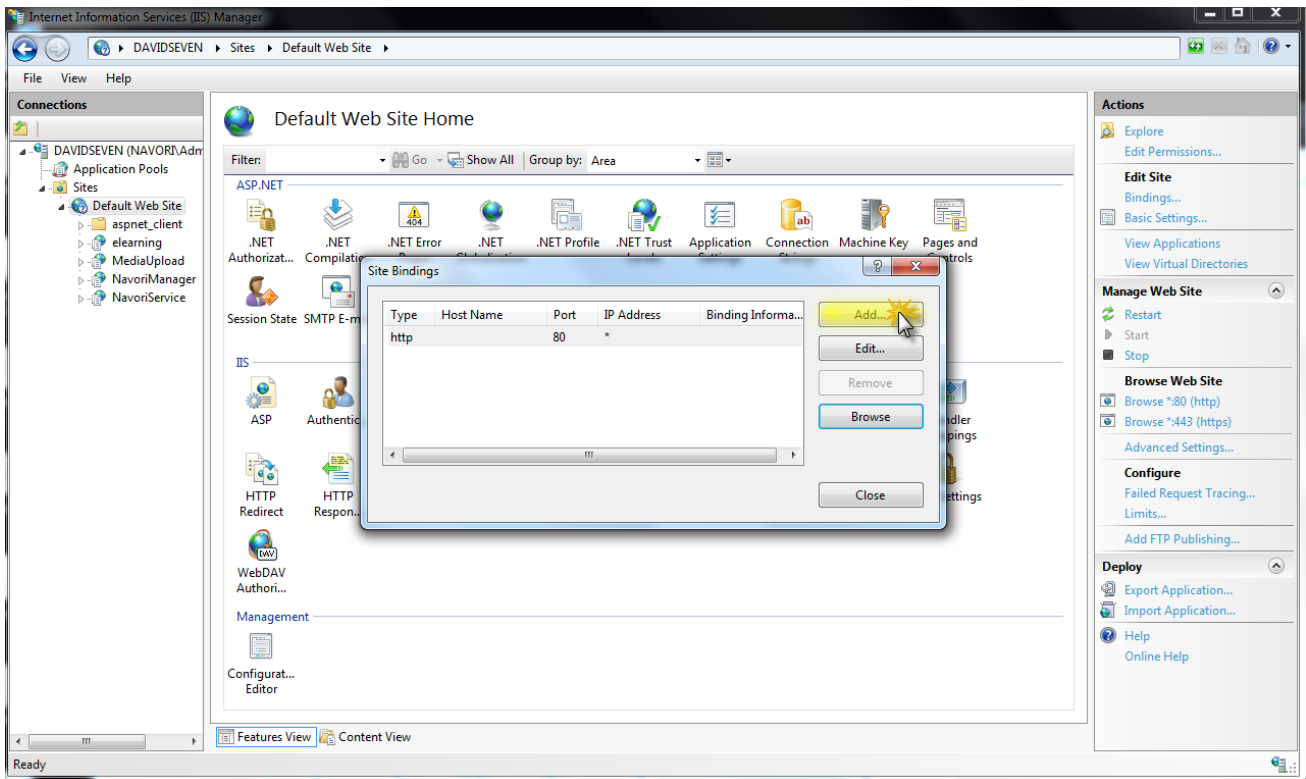 Internet Information Services (IIS) Manager
DAVIDSEVEN Sites Default Web Site
File View Help
Connections
DAVIDSEVEN (NAVORI\Adm
Application Pools
Sites
Default Web Site
aspnet_client
elearning
MediaUpload
NavoriManager
NavoriService
Default Web Site Home
Filter: Go Show All Group by: Area
ASP.NET
.NET Authorizat...
.NET
.NET Error
.NET
.NET Profile
.NET Trust
Application
Connection
Machine Key
Pages and
404
ab
Session State
SMTP E-m
IIS
ASP
Authentic
HTTP Redirect
HTTP Respon...
DAV
WebDAV Authori...
Management
Configurat... Editor
Site Bindings
Type Host Name Port IP Address Binding Informa...
http 80 *
Add...
Edit...
Remove
Browse
Close
Features View Content View
Ready
Actions
Explore
Edit Permissions...
Edit Site
Bindings...
Basic Settings...
View Applications
View Virtual Directories
Manage Web Site
Restart
Start
Stop
Browse Web Site
Browse *:80 (http)
Browse *:443 (https)
Advanced Settings...
Configure
Failed Request Tracing...
Limits...
Add FTP Publishing...
Deploy
Export Application...
Import Application...
Help
Online Help